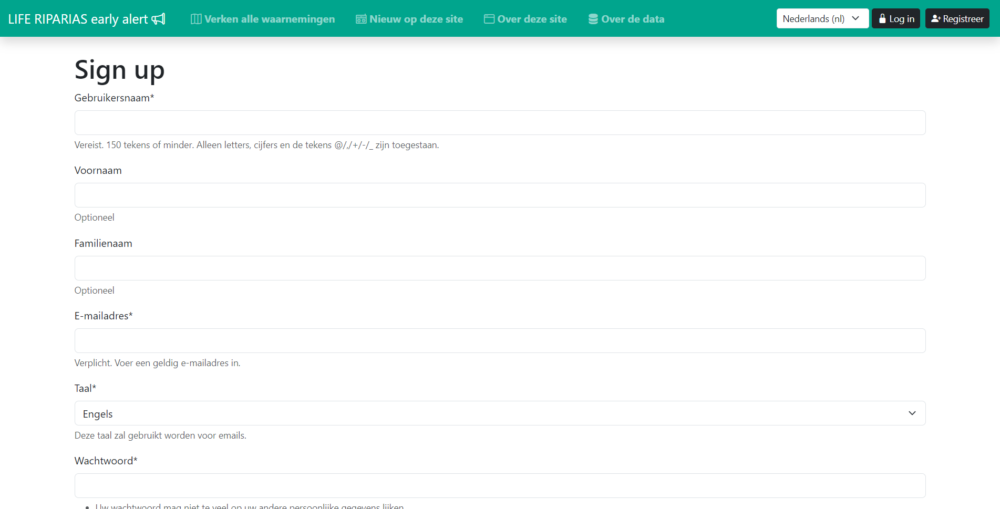 LIFE RIPARIAS early alert
Verken alle waarnemingen
Nieuw op deze site
Over deze site
Over de data
Nederlands (nl)
Log in
Registreer
Sign up
Gebruikersnaam*
Vereist. 150 tekens of minder. Alleen letters, cijfers en de tekens @/,/+/-/_ zijn toegestaan.
Voornaam
Optioneel
Familienaam
Optioneel
E-mailadres*
Verplicht. Voer een geldig e-mailadres in.
Taal*
Engels
Deze taal zal gebruikt worden voor emails.
Wachtwoord*
• Uw wachtwoord mag niet te veel op uw andere persoonlijke gegevens lijken